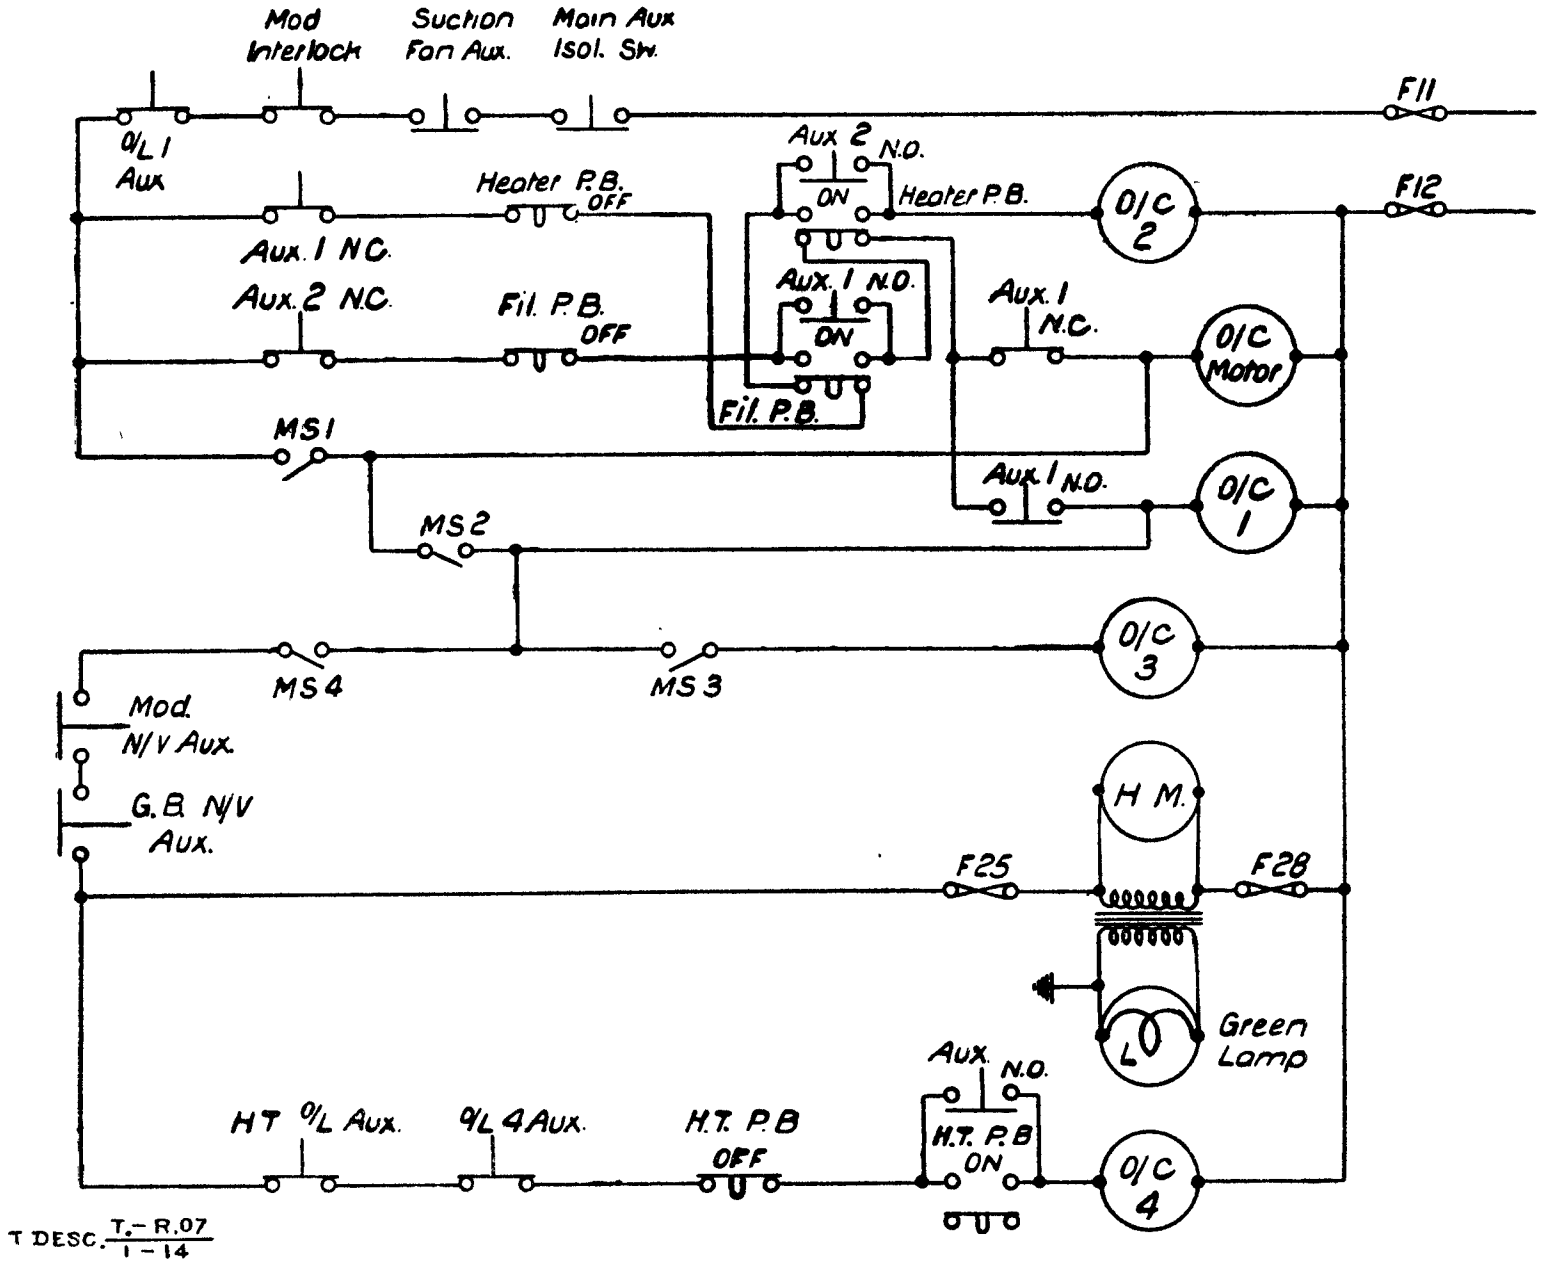 Mod
Interlock
Suction
Fan Aux.
Main Aux
Isol. Sw.
F11
O/L 1
Aux
Aux 2 N.O.
ON
Heater P.B.
OFF
Heater P.B.
O/C
2
F12
Aux. 1 N.C.
Aux. 2 N.C.
Fil. P.B.
OFF
Aux. 1 N.O.
ON
Fil. P.B.
Aux. 1
N.C.
O/C
Motor
MS1
MS2
Aux. 1 N.O.
O/C
1
MS4
MS3
O/C
3
Mod.
N/V Aux.
G.B. N/V
Aux.
H M.
F25
F28
L
Green
Lamp
Aux. N.O.
HT O/L Aux.
O/L 4 Aux.
H.T. P.B
OFF
H.T. P.B
ON
O/C
4
T DESC. T.-R.07
1-14